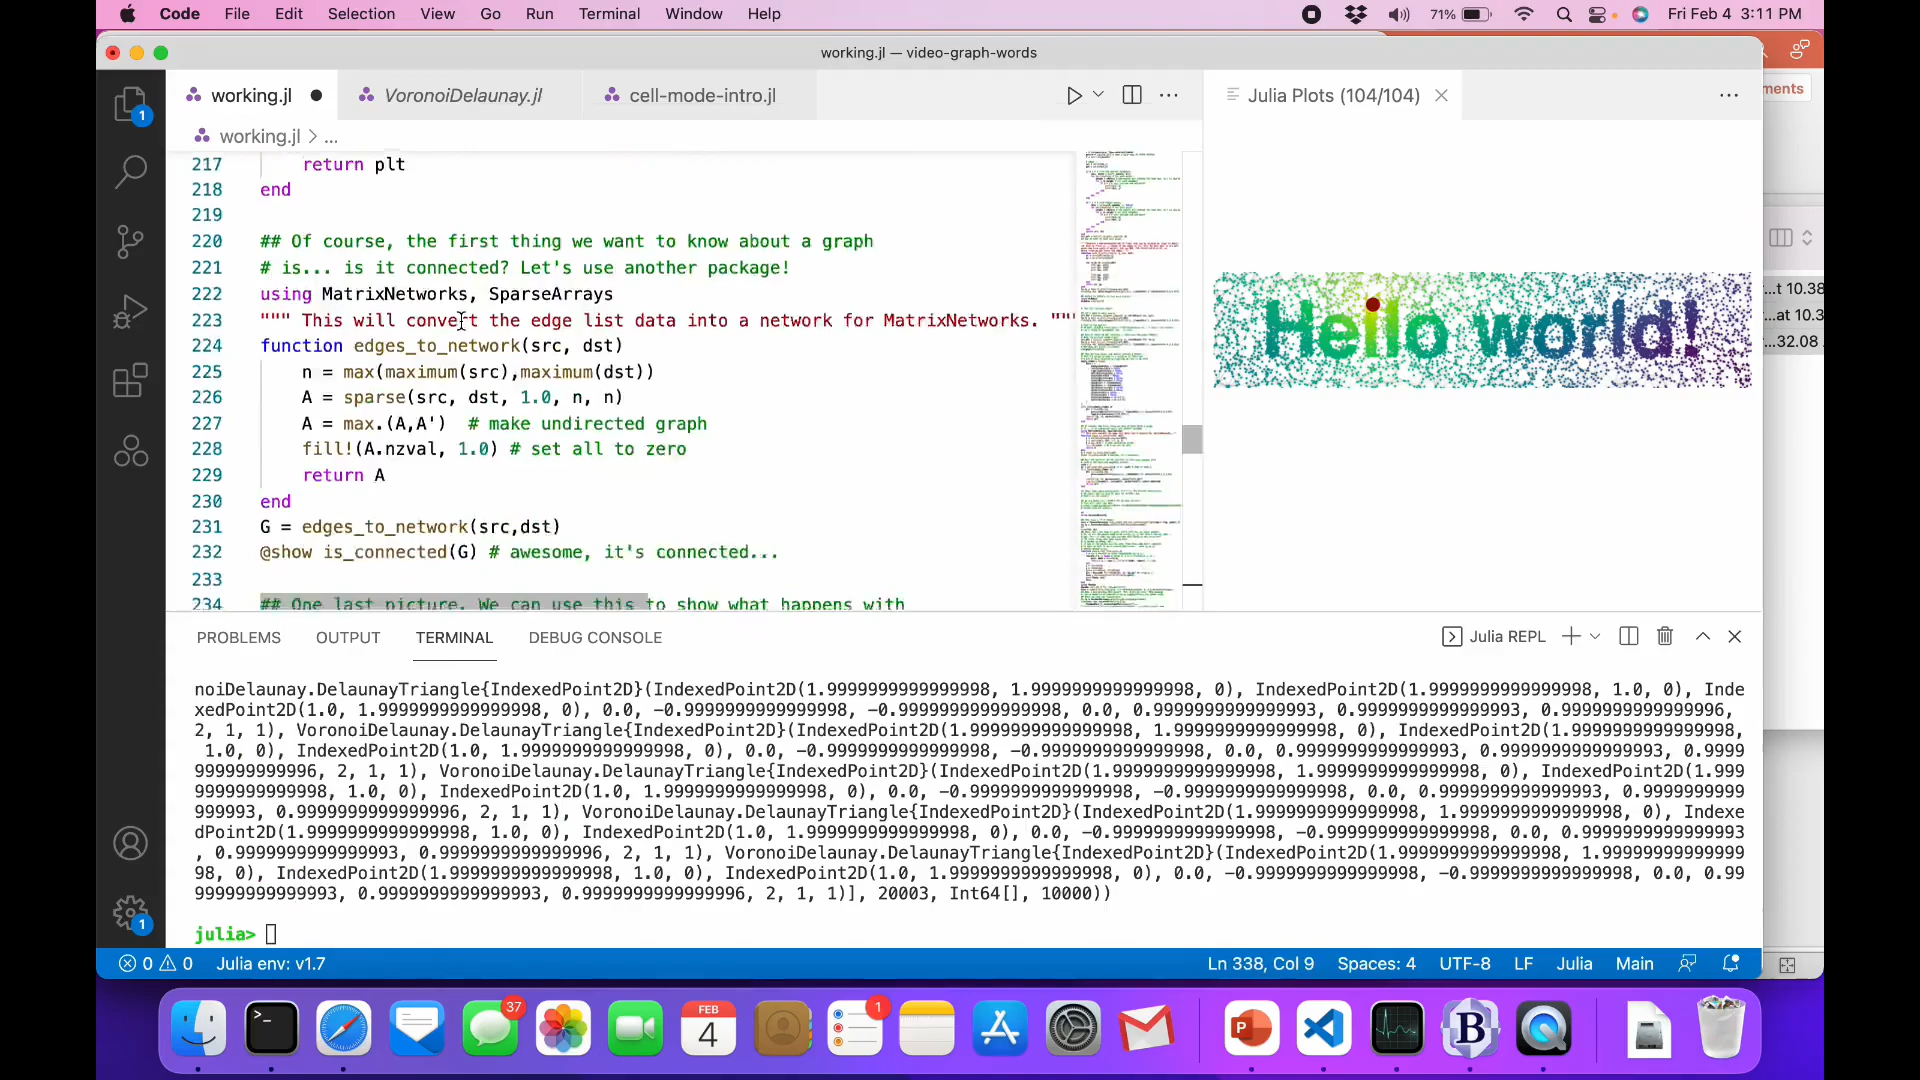 Code File Edit Selection View Go Run Terminal Window Help
71% Fri Feb 4 3:11 PM
working.jl — video-graph-words
working.jl VoronoiDelaunay.jl cell-mode-intro.jl
Julia Plots (104/104)
working.jl > ...
217 return plt
218 end
219
220 ## Of course, the first thing we want to know about a graph
221 # is... is it connected? Let's use another package!
222 using MatrixNetworks, SparseArrays
223 """ This will convert the edge list data into a network for MatrixNetworks. """
224 function edges_to_network(src, dst)
225 n = max(maximum(src),maximum(dst))
226 A = sparse(src, dst, 1.0, n, n)
227 A = max.(A,A') # make undirected graph
228 fill!(A.nzval, 1.0) # set all to zero
229 return A
230 end
231 G = edges_to_network(src,dst)
232 @show is_connected(G) # awesome, it's connected...
233
234 ## One last picture. We can use this to show what happens with
Hello world!
ments
...t 10.38
...at 10.3
...32.08
1
PROBLEMS OUTPUT TERMINAL DEBUG CONSOLE
Julia REPL
noiDelaunay.DelaunayTriangle{IndexedPoint2D}(IndexedPoint2D(1.9999999999999998, 1.9999999999999998, 0), IndexedPoint2D(1.9999999999999998, 1.0, 0), Inde
xedPoint2D(1.0, 1.9999999999999998, 0), 0.0, -0.9999999999999998, -0.9999999999999998, 0.0, 0.9999999999999993, 0.9999999999999993, 0.9999999999999996,
2, 1, 1), VoronoiDelaunay.DelaunayTriangle{IndexedPoint2D}(IndexedPoint2D(1.9999999999999998, 1.9999999999999998, 0), IndexedPoint2D(1.9999999999999998,
1.0, 0), IndexedPoint2D(1.0, 1.9999999999999998, 0), 0.0, -0.9999999999999998, -0.9999999999999998, 0.0, 0.9999999999999993, 0.9999999999999993, 0.9999
999999999996, 2, 1, 1), VoronoiDelaunay.DelaunayTriangle{IndexedPoint2D}(IndexedPoint2D(1.9999999999999998, 1.9999999999999998, 0), IndexedPoint2D(1.999
9999999999998, 1.0, 0), IndexedPoint2D(1.0, 1.9999999999999998, 0), 0.0, -0.9999999999999998, -0.9999999999999998, 0.0, 0.9999999999999993, 0.9999999999
999993, 0.9999999999999996, 2, 1, 1), VoronoiDelaunay.DelaunayTriangle{IndexedPoint2D}(IndexedPoint2D(1.9999999999999998, 1.9999999999999998, 0), Indexe
dPoint2D(1.9999999999999998, 1.0, 0), IndexedPoint2D(1.0, 1.9999999999999998, 0), 0.0, -0.9999999999999998, -0.9999999999999998, 0.0, 0.9999999999999993
, 0.9999999999999993, 0.9999999999999996, 2, 1, 1), VoronoiDelaunay.DelaunayTriangle{IndexedPoint2D}(IndexedPoint2D(1.9999999999999998, 1.99999999999999
98, 0), IndexedPoint2D(1.9999999999999998, 1.0, 0), IndexedPoint2D(1.0, 1.9999999999999998, 0), 0.0, -0.9999999999999998, -0.9999999999999998, 0.0, 0.99
99999999999993, 0.9999999999999993, 0.9999999999999996, 2, 1, 1)], 20003, Int64[], 10000))
julia>
1
0 0 Julia env: v1.7 Ln 338, Col 9 Spaces: 4 UTF-8 LF Julia Main
37 FEB 4 1 P B